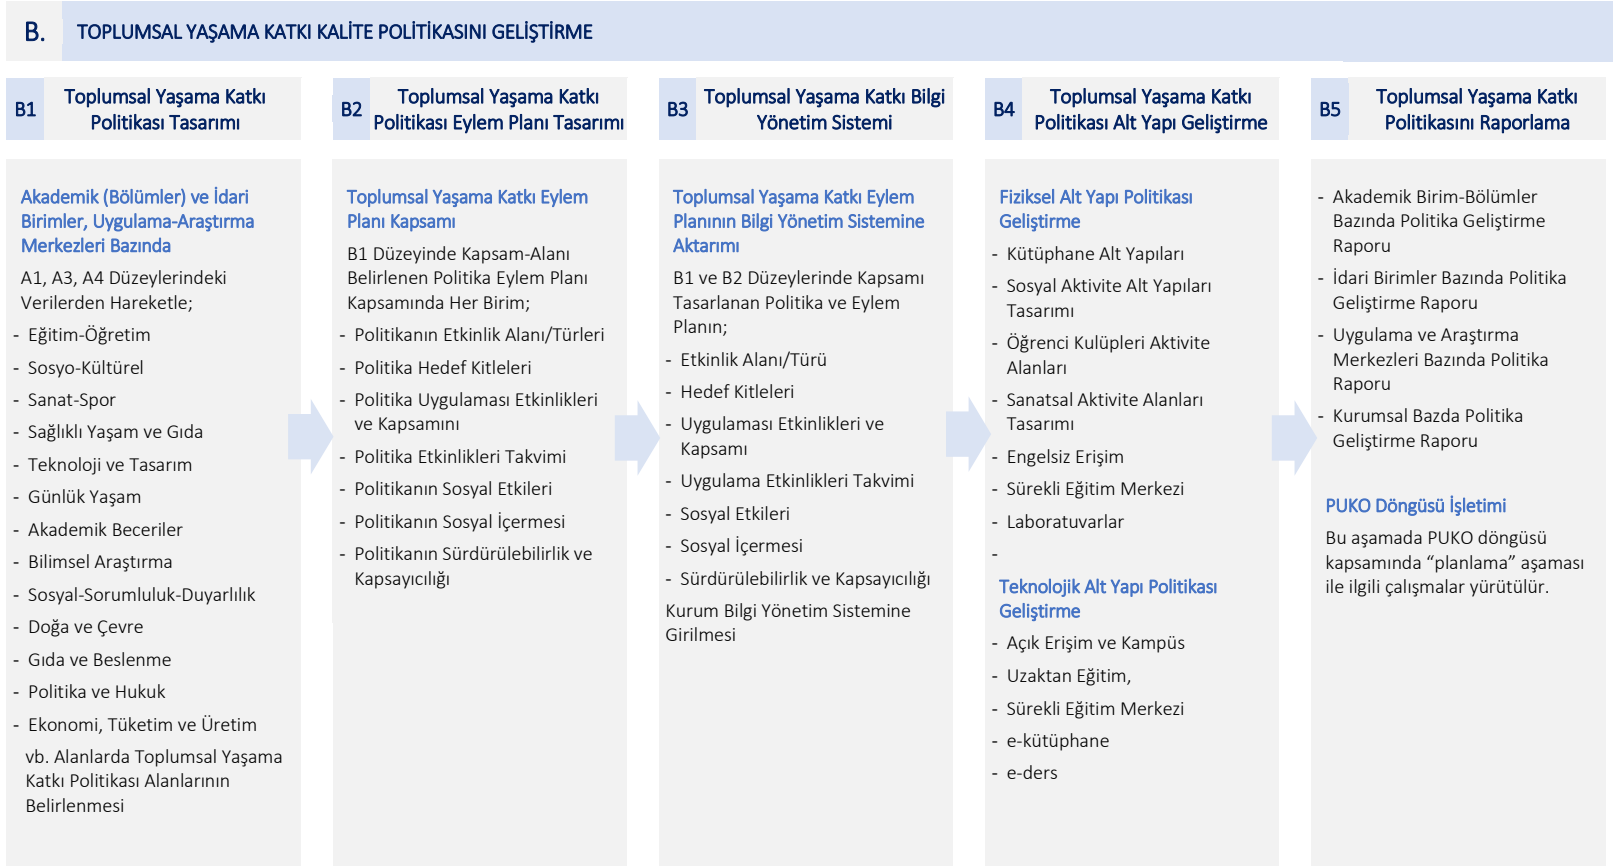 B.
TOPLUMSAL YAŞAMA KATKI KALİTE POLİTİKASINI GELİŞTİRME
B1
Toplumsal Yaşama Katkı
Politikası Tasarımı
Akademik (Bölümler) ve İdari
Birimler, Uygulama-Araştırma
Merkezleri Bazında
A1, A3, A4 Düzeylerindeki
Verilerden Hareketle;
- Eğitim-Öğretim
- Sosyo-Kültürel
- Sanat-Spor
- Sağlıklı Yaşam ve Gıda
- Teknoloji ve Tasarım
- Günlük Yaşam
- Akademik Beceriler
- Bilimsel Araştırma
- Sosyal-Sorumluluk-Duyarlılık
- Doğa ve Çevre
- Gıda ve Beslenme
- Politika ve Hukuk
- Ekonomi, Tüketim ve Üretim
vb. Alanlarda Toplumsal Yaşama
Katkı Politikası Alanlarının
Belirlenmesi
B2
Toplumsal Yaşama Katkı
Politikası Eylem Planı Tasarımı
Toplumsal Yaşama Katkı Eylem
Planı Kapsamı
B1 Düzeyinde Kapsam-Alanı
Belirlenen Politika Eylem Planı
Kapsamında Her Birim;
- Politikanın Etkinlik Alanı/Türleri
- Politika Hedef Kitleleri
- Politika Uygulaması Etkinlikleri
ve Kapsamını
- Politika Etkinlikleri Takvimi
- Politikanın Sosyal Etkileri
- Politikanın Sosyal İçermesi
- Politikanın Sürdürülebilirlik ve
Kapsayıcılığı
B3
Toplumsal Yaşama Katkı Bilgi
Yönetim Sistemi
Toplumsal Yaşama Katkı Eylem
Planının Bilgi Yönetim Sistemine
Aktarımı
B1 ve B2 Düzeylerinde Kapsamı
Tasarlanan Politika ve Eylem
Planın;
- Etkinlik Alanı/Türü
- Hedef Kitleleri
- Uygulaması Etkinlikleri ve
Kapsamı
- Uygulama Etkinlikleri Takvimi
- Sosyal Etkileri
- Sosyal İçermesi
- Sürdürülebilirlik ve Kapsayıcılığı
Kurum Bilgi Yönetim Sistemine
Girilmesi
B4
Toplumsal Yaşama Katkı
Politikası Alt Yapı Geliştirme
Fiziksel Alt Yapı Politikası
Geliştirme
- Kütüphane Alt Yapıları
- Sosyal Aktivite Alt Yapıları
Tasarımı
- Öğrenci Kulüpleri Aktivite
Alanları
- Sanatsal Aktivite Alanları
Tasarımı
- Engelsiz Erişim
- Sürekli Eğitim Merkezi
- Laboratuvarlar
-
Teknolojik Alt Yapı Politikası
Geliştirme
- Açık Erişim ve Kampüs
- Uzaktan Eğitim,
- Sürekli Eğitim Merkezi
- e-kütüphane
- e-ders
B5
Toplumsal Yaşama Katkı
Politikasını Raporlama
- Akademik Birim-Bölümler
Bazında Politika Geliştirme
Raporu
- İdari Birimler Bazında Politika
Geliştirme Raporu
- Uygulama ve Araştırma
Merkezleri Bazında Politika
Raporu
- Kurumsal Bazda Politika
Geliştirme Raporu
PUKO Döngüsü İşletimi
Bu aşamada PUKO döngüsü
kapsamında “planlama” aşaması
ile ilgili çalışmalar yürütülür.